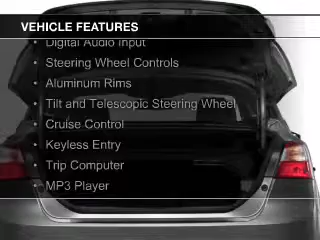 VEHICLE FEATURES
• Digital Audio Input
• Steering Wheel Controls
• Aluminum Rims
• Tilt and Telescopic Steering Wheel
• Cruise Control
• Keyless Entry
• Trip Computer
• MP3 Player